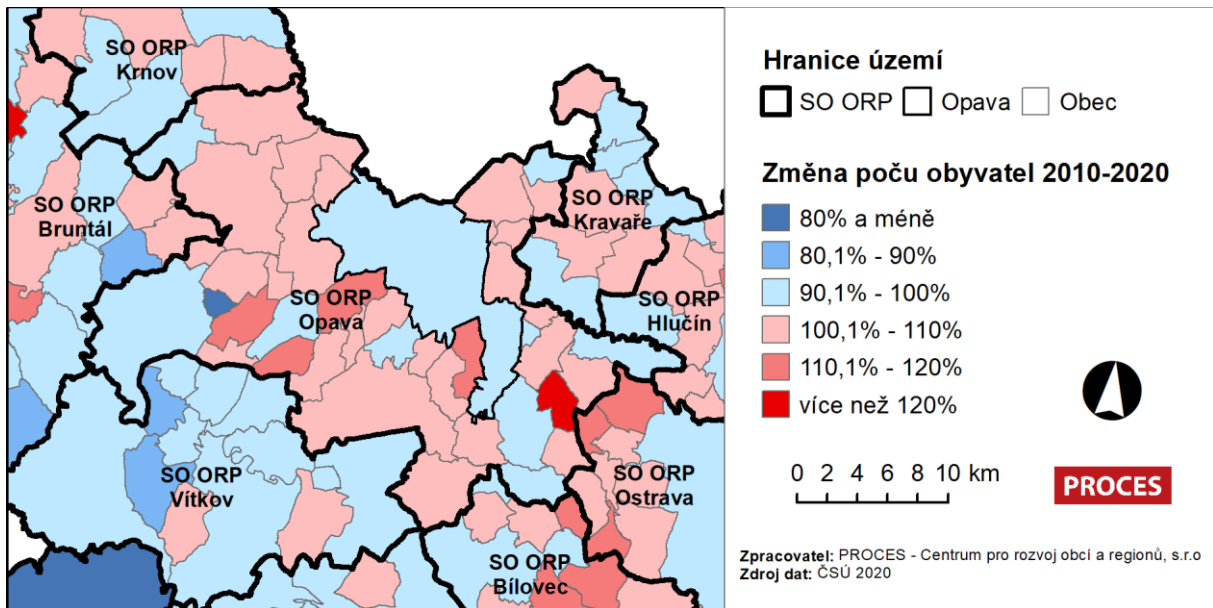 SO ORP
Krnov
SO ORP
Bruntál
SO ORP
Kravaře
SO ORP
Opava
SO ORP
Hlučín
SO ORP
Vítkov
SO ORP
Ostrava
SO ORP
Bílovec
Hranice území
SO ORP Opava Obec
Změna poču obyvatel 2010-2020
80% a méně
80,1% - 90%
90,1% - 100%
100,1% - 110%
110,1% - 120%
více než 120%
0 2 4 6 8 10 km
PROCES
Zpracovatel: PROCES - Centrum pro rozvoj obcí a regionů, s.r.o
Zdroj dat: ČSÚ 2020